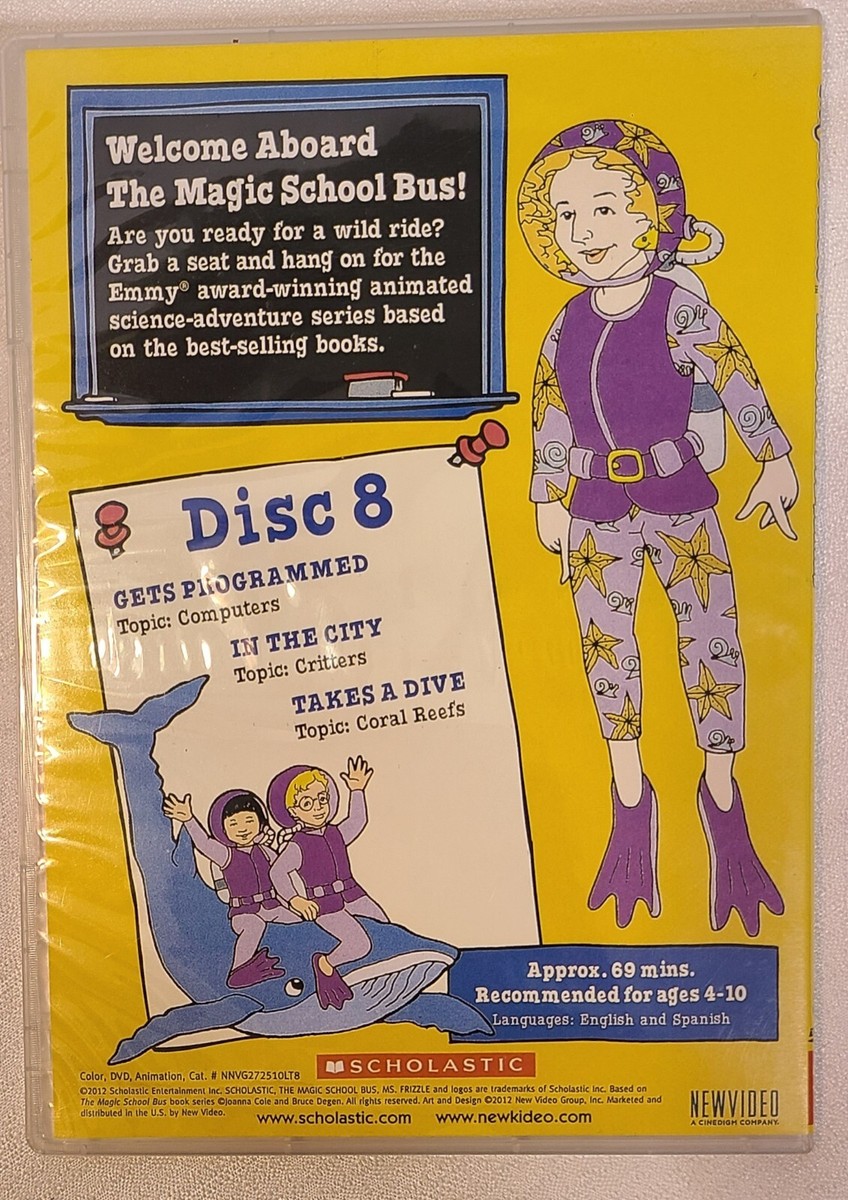 Welcome Aboard
The Magic School Bus!
Are you ready for a wild ride?
Grab a seat and hang on for the
Emmy® award-winning animated
science-adventure series based
on the best-selling books.
Disc 8
GETS PROGRAMMED
Topic: Computers
IN THE CITY
Topic: Critters
TAKES A DIVE
Topic: Coral Reefs
Approx. 69 mins.
Recommended for ages 4-10
Languages: English and Spanish
SCHOLASTIC
Color, DVD, Animation, Cat. # NNVG272510LT8
©2012 Scholastic Entertainment Inc. SCHOLASTIC, THE MAGIC SCHOOL BUS, MS. FRIZZLE and logos are trademarks of Scholastic Inc. Based on
The Magic School Bus book series ©Joanna Cole and Bruce Degen. All rights reserved. Art and Design ©2012 New Video Group, Inc. Marketed and
distributed in the U.S. by New Video.
www.scholastic.com www.newkideo.com
NEWVIDEO
A CINEDIGM COMPANY.